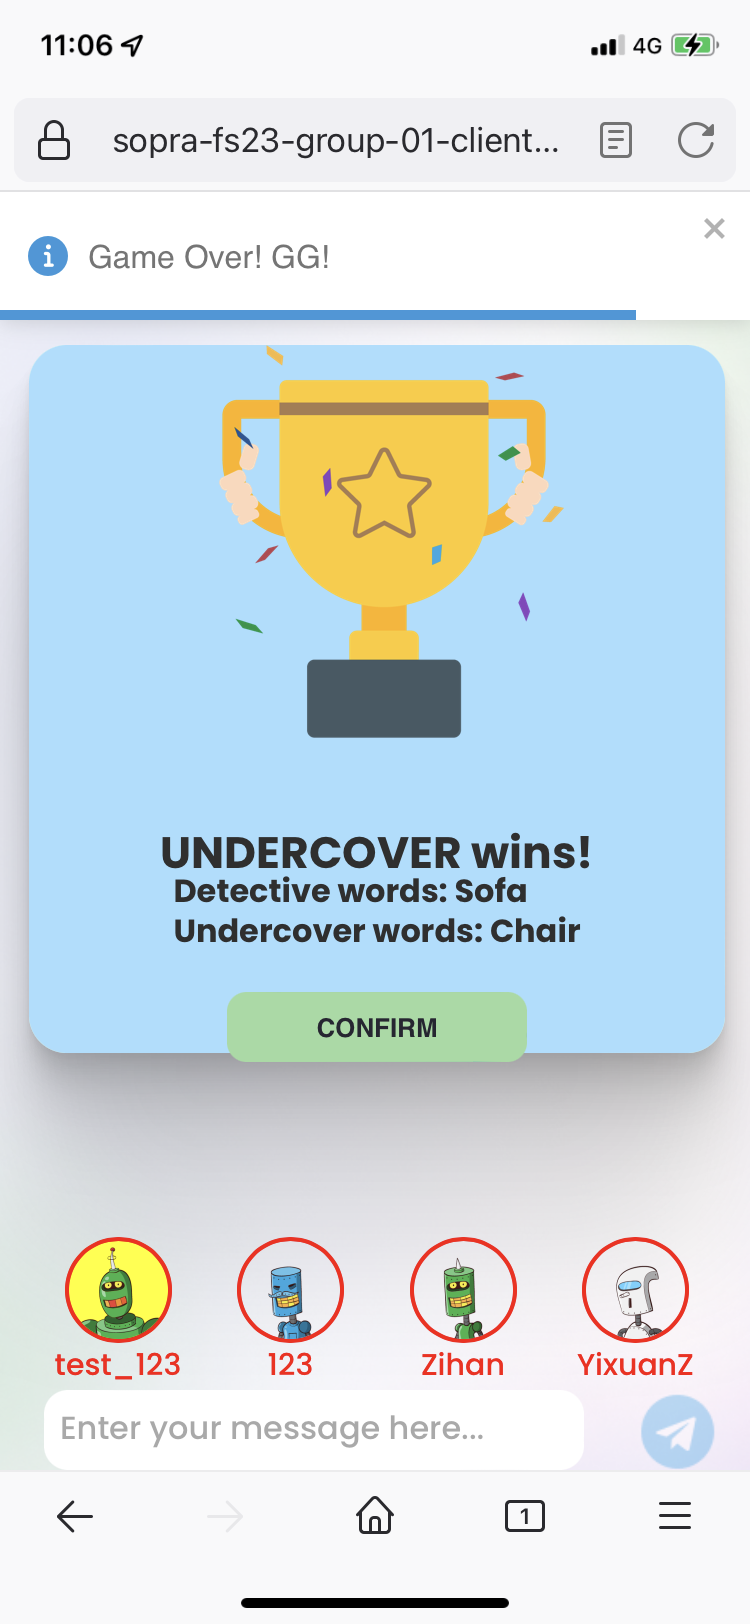 11:06
4G
sopra-fs23-group-01-client...
Game Over! GG!
UNDERCOVER wins!
Detective words: Sofa
Undercover words: Chair
CONFIRM
test_123
123
Zihan
YixuanZ
Enter your message here...
1